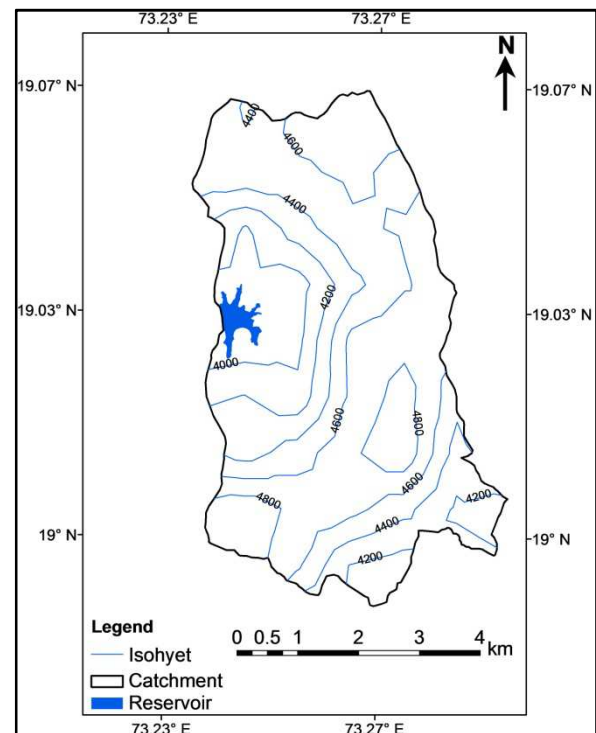 73.23° E 73.27° E
N
19.07° N 19.07° N
4400
4600
4400
4200
19.03° N 19.03° N
4000
4800
4600
4800
4600
4200
19° N 19° N
4400
4200
Legend
Isohyet
Catchment
Reservoir
0 0.5 1 2 3 4
km
73.23° E 73.27° E